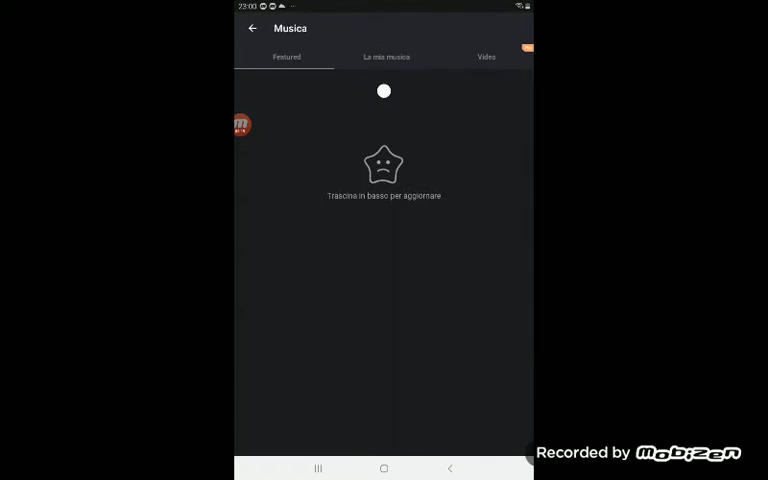 23:00
Musica
Featured
La mia musica
Video
Trascina in basso per aggiornare
Recorded by mobizen